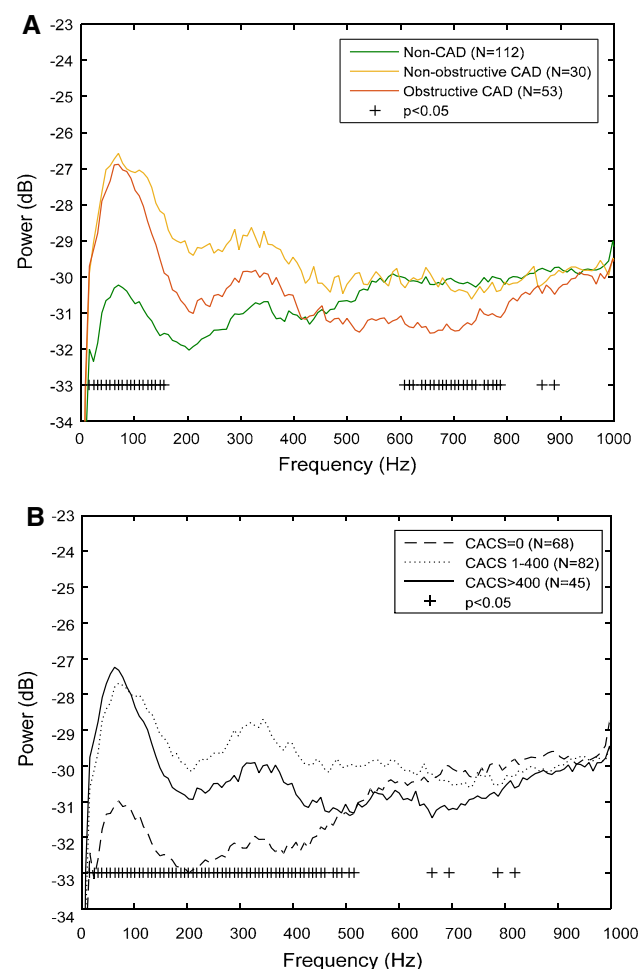 A
-23
-24
-25
-26
-27
-28
-29
-30
-31
-32
-33
-34
Power (dB)
Non-CAD (N=112)
Non-obstructive CAD (N=30)
Obstructive CAD (N=53)
p<0.05
0 100 200 300 400 500 600 700 800 900 1000
Frequency (Hz)
B
-23
-24
-25
-26
-27
-28
-29
-30
-31
-32
-33
-34
Power (dB)
CACS=0 (N=68)
CACS 1-400 (N=82)
CACS>400 (N=45)
p<0.05
0 100 200 300 400 500 600 700 800 900 1000
Frequency (Hz)